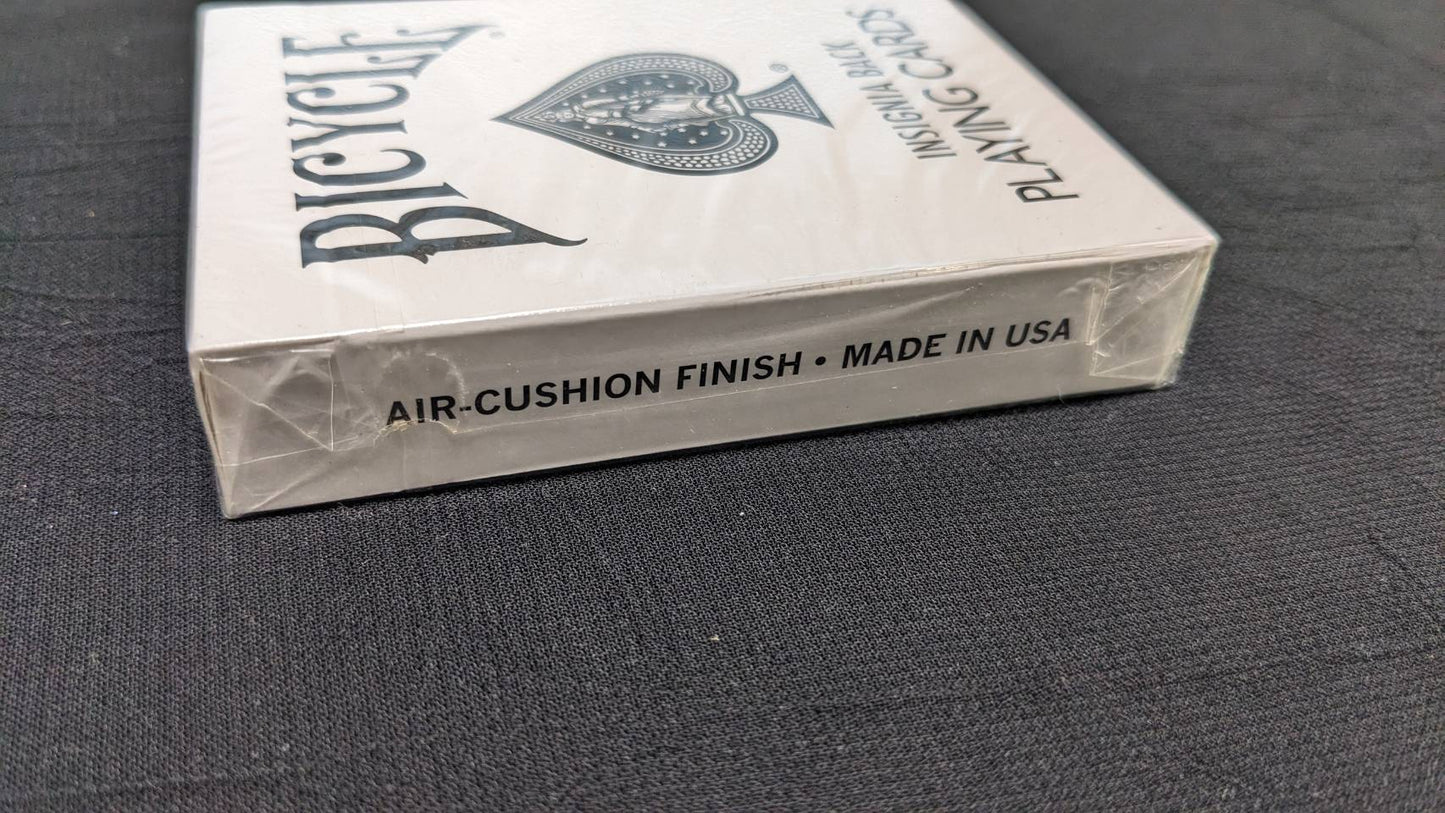 BICYCLE
®
INSIGNIA BACK
PLAYING CARDS
AIR-CUSHION FINISH • MADE IN USA